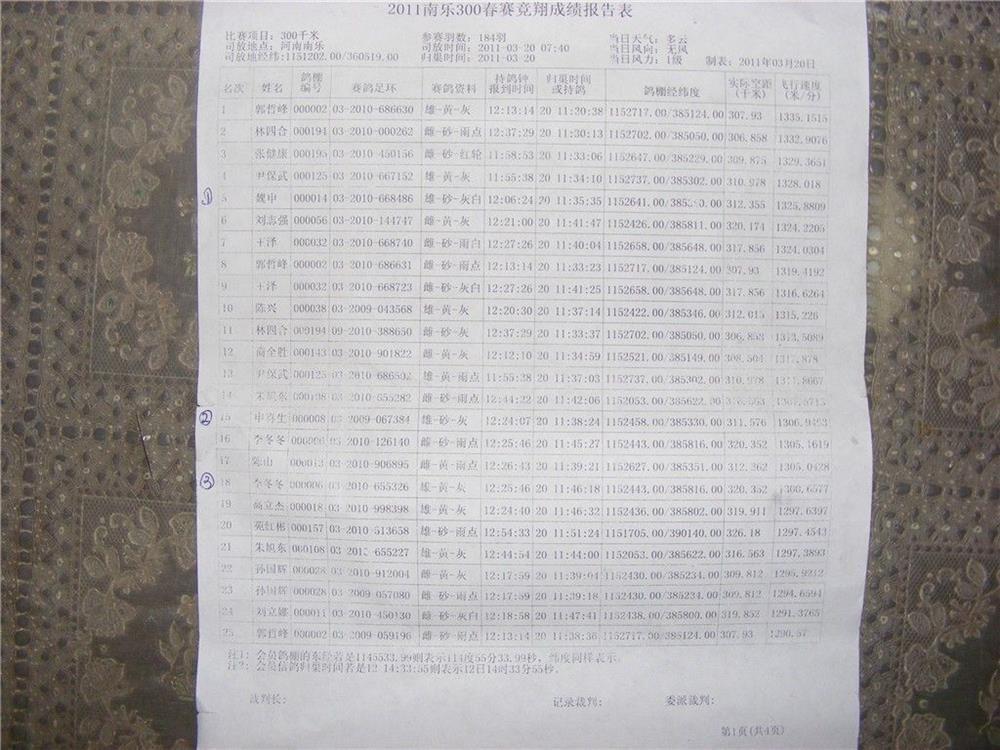 2011南乐300春赛竞翔成绩报告表
比赛项目: 300千米 参赛羽数: 184羽 当日天气: 多云
司放地点: 河南南乐 司放时间: 2011-03-20 07:40 当日风向: 无风
司放地经纬:1151202.00/360519.00 归巢时间: 2011-03-20 当日风力: 1级 制表: 2011年03月20日
名次 姓名 鸽棚编号 赛鸽足环 赛鸽资料 持鸽钟报到时间 归巢时间或持鸽 鸽棚经纬度 实际空距(千米) 飞行速度(米/分)
1 郭哲峰 000002 03-2010-686630 雄-黄-灰 12:13:14 20 11:20:38 1152717.00/385124.00 307.93 1335.1515
2 林四合 000194 03-2010-000262 雌-砂-雨点 12:37:29 20 11:30:13 1152702.00/385050.00 306.858 1332.9076
3 张健康 000195 03-2010-450156 雌-砂-红轮 11:58:53 20 11:33:06 1152647.00/385229.00 309.875 1329.3651
4 尹保武 000125 03-2010-667152 雌-黄-灰 11:55:38 20 11:34:10 1152737.00/385302.00 310.978 1328.018
① 5 魏申 000014 03-2010-668486 雌-砂-灰白 12:06:24 20 11:35:35 312.355 1325.8809
6 刘志强 000056 03-2010-144747 雌-黄-灰 12:21:00 20 11:41:47 1152426.00/385811.00 320.174 1324.2205
7 王泽 000032 03-2010-668740 雌-砂-雨白 12:27:26 20 11:40:04 1152658.00/385648.00 317.856 1324.0304
8 郭哲峰 000002 03-2010-686631 雌-砂-雨点 12:13:14 20 11:33:23 1152717.00/385124.00 307.93 1319.4192
9 王泽 000032 03-2010-668723 雌-砂-灰白 12:27:26 20 11:41:25 1152658.00/385648.00 317.856 1316.6264
10 陈兴 000038 03-2009-043568 雄-黄-灰 12:20:30 20 11:37:14 1152422.00/385346.00 312.015 1315.226
11 林四合 000194 09-2010-388650 雄-砂-灰 12:37:29 20 11:33:37 1152702.00/385050.00 306.858 1313.5089
12 商全胜 000143 03-2010-901822 雌-黄-灰 12:12:10 20 11:34:59 1152521.00/385149.00 308.504
13 尹保武 000125 雄-黄-雨点 11:55:38 20 11:37:03 1152737.00/385302.00 310.978
14 朱旭东 000108 03-2010-655282 雌-砂-雨点 12:44:22 20 11:42:06 1152053.00/385622.00
② 15 申喜生 000008 03-2009-067384 雄-砂-灰 12:24:07 20 11:38:24 1152458.00/385330.00 311.576
16 李冬冬 000006 03-2010-126140 雌-砂-雨点 12:25:46 20 11:45:27 1152443.00/385816.00 320.352 1305.1619
17 陈山 000013 03-2010-906895 雌-黄-雨点 12:26:43 20 11:39:21 1152627.00/385351.00 312.362 1305.0428
③ 18 李冬冬 000006 03-2010-655326 雄-黄-灰 12:25:46 20 11:46:18 1152443.00/385816.00 320.352 1300.6577
19 高立杰 000018 03-2010-998398 雄-黄-灰 12:24:40 20 11:46:32 1152436.00/385802.00 319.911 1297.6397
20 苑红彬 000157 03-2010-513658 雄-砂-雨点 12:54:33 20 11:51:24 1151705.00/390140.00 326.18 1297.4543
21 朱旭东 000108 03-2010-655227 雄-黄-灰 12:44:54 20 11:44:00 1152053.00/385622.00 316.563 1297.3893
22 孙国辉 000028 03-2010-912004 雌-黄-灰 12:17:59 20 11:39:04 1152430.00/385234.00 309.812 1295.9232
23 孙国辉 000028 03-2009-057080 雌-砂-雨点 12:17:59 20 11:39:18 1152430.00/385234.00 309.812 1294.6594
24 刘立娜 000011 03-2010-450130 雌-砂-灰白 12:18:58 20 11:47:41 1152438.00/385800.00 319.852 1291.3765
25 郭哲峰 000002 03-2009-059196 雌-砂-雨点 12:13:14 20 11:38:36 1152717.00/385124.00 307.93 1290.57
注1: 会员鸽棚的东经若是1145533.99则表示114度55分33.99秒, 纬度同样表示.
注2: 会员信鸽归巢时间若是12 14:33:55则表示12日14时33分55秒.
裁判长: 记录裁判: 委派裁判:
第1页(共4页)